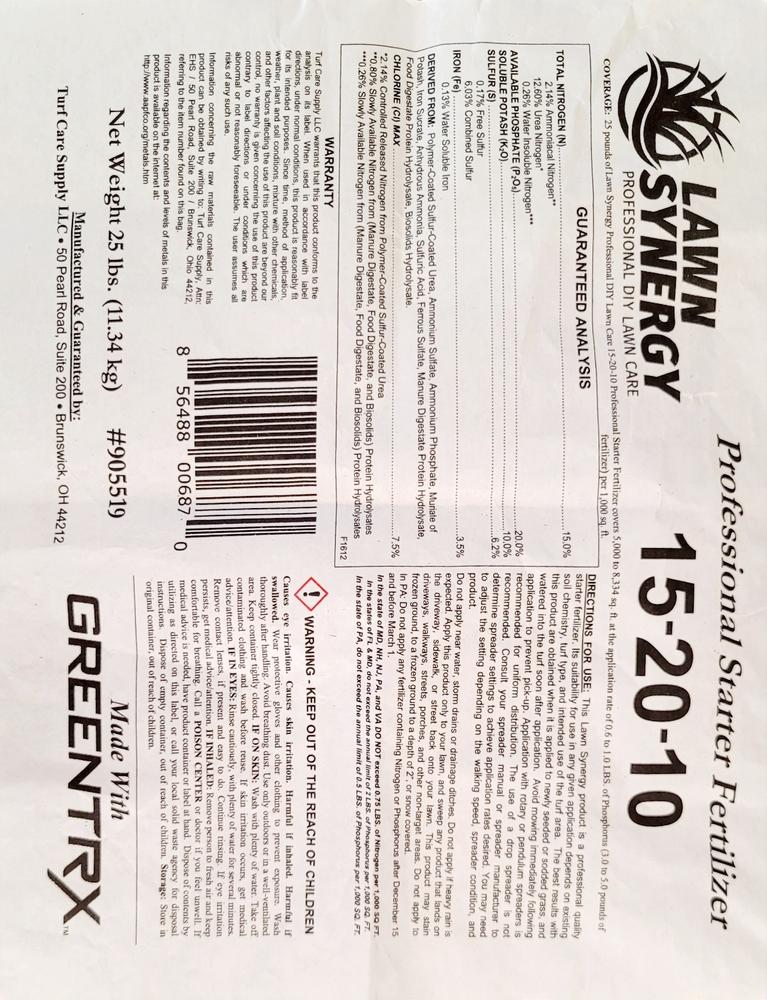 Professional Starter Fertilizer
LAWN
SYNERGY
PROFESSIONAL DIY LAWN CARE
15-20-10
COVERAGE: 25 pounds of Lawn Synergy Professional DIY Lawn Care 15-20-10 Professional Starter Fertilizer covers 5,000 to 8,334 sq. ft. at the application rate of 0.6 to 1.0 LBS. of Phosphorus (3.0 to 5.0 pounds of
fertilizer) per 1,000 sq. ft.
GUARANTEED ANALYSIS
TOTAL NITROGEN (N)..........15.0%
2.14% Ammoniacal Nitrogen**
12.60% Urea Nitrogen*
0.26% Water Insoluble Nitrogen***
AVAILABLE PHOSPHATE (P₂O₅)..........20.0%
SOLUBLE POTASH (K₂O)..........10.0%
SULFUR (S)..........6.2%
0.17% Free Sulfur
6.03% Combined Sulfur
IRON (Fe)..........3.5%
0.13% Water Soluble Iron
DERIVED FROM: Polymer-Coated Sulfur-Coated Urea, Ammonium Sulfate, Ammonium Phosphate, Muriate of
Potash, Iron Sucrate, Anhydrous Ammonia, Sulfuric Acid, Ferrous Sulfate, Manure Digestate Protein Hydrolysate,
Food Digestate Protein Hydrolysate, Biosolids Hydrolysate.
CHLORINE (Cl) MAX..........7.5%
*2.14% Controlled Released Nitrogen from Polymer-Coated Sulfur-Coated Urea
**0.80% Slowly Available Nitrogen from (Manure Digestate, Food Digestate, and Biosolids) Protein Hydrolysates
***0.26% Slowly Available Nitrogen from (Manure Digestate, Food Digestate, and Biosolids) Protein Hydrolysates
F1612
WARRANTY
Turf Care Supply LLC warrants that this product conforms to the
analysis on its label. When used in accordance with label
directions, under normal conditions, this product is reasonably fit
for its intended purposes. Since time, method of application,
weather, plant and soil conditions, mixture with other chemicals,
and other factors affecting the use of this product are beyond our
control, no warranty is given concerning the use of this product
contrary to label directions or under conditions which are
abnormal or not reasonably foreseeable. The user assumes all
risks of any such use.
Information concerning the raw materials contained in this
product can be obtained by writing to: Turf Care Supply, Attn:
EHS / 50 Pearl Road, Suite 200 / Brunswick, Ohio 44212,
referring to the item number found on this bag.
Information regarding the contents and levels of metals in this
product is available on the internet at:
http://www.aapfco.org/metals.htm
8 56488 00687 0
Net Weight 25 lbs. (11.34 kg) #905519
Manufactured & Guaranteed by:
Turf Care Supply LLC • 50 Pearl Road, Suite 200 • Brunswick, OH 44212
DIRECTIONS FOR USE: This Lawn Synergy product is a professional quality
starter fertilizer. Its suitability for use in any given application depends on existing
soil chemistry, turf type, and intended use of the turf area. The best results with
this product are obtained when it is applied to newly seeded or sodded grass, and
watered into the turf soon after application. Avoid mowing immediately following
application to prevent pick-up. Application with rotary or pendulum spreaders is
recommended for uniform distribution. The use of a drop spreader is not
recommended. Consult your spreader manual or spreader manufacturer to
determine spreader settings to achieve application rates desired. You may need
to adjust the setting depending on the walking speed, spreader condition, and
product.
Do not apply near water, storm drains or drainage ditches. Do not apply if heavy rain is
expected. Apply this product only to your lawn, and sweep any product that lands on
the driveway, sidewalk, or street back onto your lawn. This product may stain
driveways, walkways, streets, porches, and other non-target areas. Do not apply to
frozen ground, to a frozen ground to a depth of 2", or snow covered.
In PA: Do not apply any fertilizer containing Nitrogen or Phosphorus after December 15
and before March 1.
In the state of MD, NH, NJ, PA, and VA DO NOT exceed 0.75 LBS. of Nitrogen per 1,000 SQ. FT.
In the states of FL & MD, do not exceed the annual limit of 2 LBS. of Phosphorus per 1,000 SQ. FT.
In the state of PA, do not exceed the annual limit of 0.5 LBS. of Phosphorus per 1,000 SQ. FT.
WARNING - KEEP OUT OF THE REACH OF CHILDREN
Causes eye irritation. Causes skin irritation. Harmful if inhaled. Harmful if
swallowed. Wear protective gloves and other clothing to prevent exposure. Wash
thoroughly after handling. Avoid breathing dust. Use only outdoors or in a well-ventilated
area. Keep container tightly closed. IF ON SKIN: Wash with plenty of water. Take off
contaminated clothing and wash before reuse. If skin irritation occurs, get medical
advice/attention. IF IN EYES: Rinse cautiously, with plenty of water for several minutes.
Remove contact lenses, if present and easy to do. Continue rinsing. If eye irritation
persists, get medical advice/attention. IF INHALED: Remove person to fresh air and keep
comfortable for breathing. Call a POISON CENTER or doctor if you feel unwell. If
medical advice is needed, have product container or label at hand. Dispose of contents by
utilizing as directed on this label, or call your local solid waste agency for disposal
instructions. Dispose of empty container, out of reach of children. Storage: Store in
original container, out of reach of children.
Made With
GREENTRX™